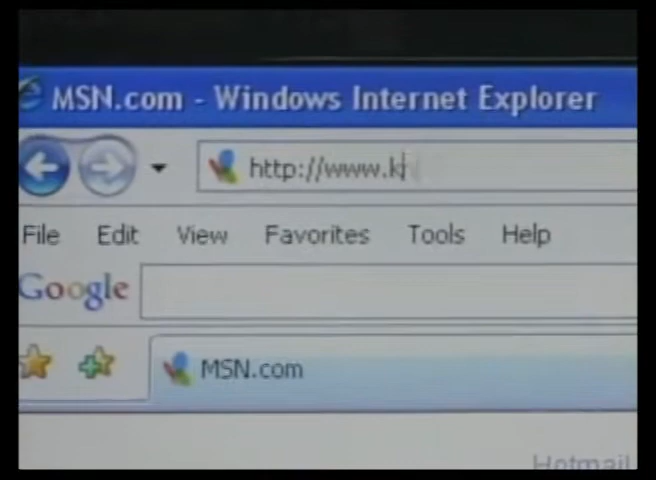 MSN.com - Windows Internet Explorer
http://www.k
File Edit View Favorites Tools Help
Google
MSN.com
Hotmail